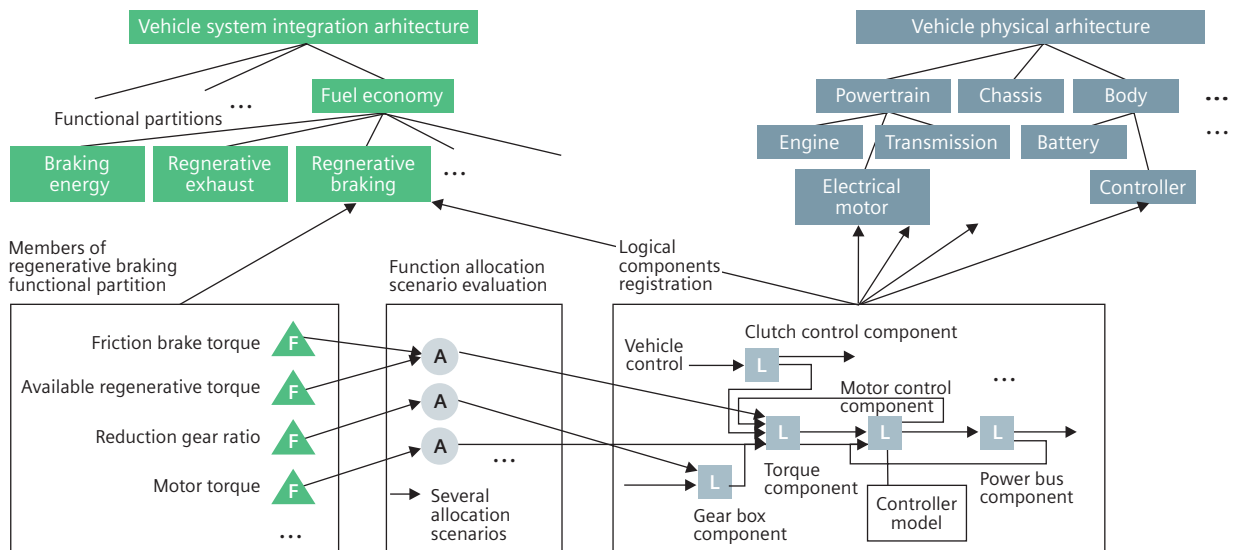 Vehicle system integration arhitecture
Vehicle physical arhitecture
Functional partitions
...
Fuel economy
Powertrain
Chassis
Body
...
...
Braking
energy
Regnerative
exhaust
Regnerative
braking
...
Engine
Transmission
Battery
Electrical
motor
Controller
Members of
regenerative braking
functional partition
Function allocation
scenario evaluation
Logical
components
registration
Friction brake torque
F
Available regenerative torque
F
Reduction gear ratio
F
Motor torque
F
...
A
A
A
...
Several
allocation
scenarios
Clutch control component
Vehicle
control
L
...
Motor control
component
L
L
L
Torque
component
Power bus
component
L
Gear box
component
Controller
model